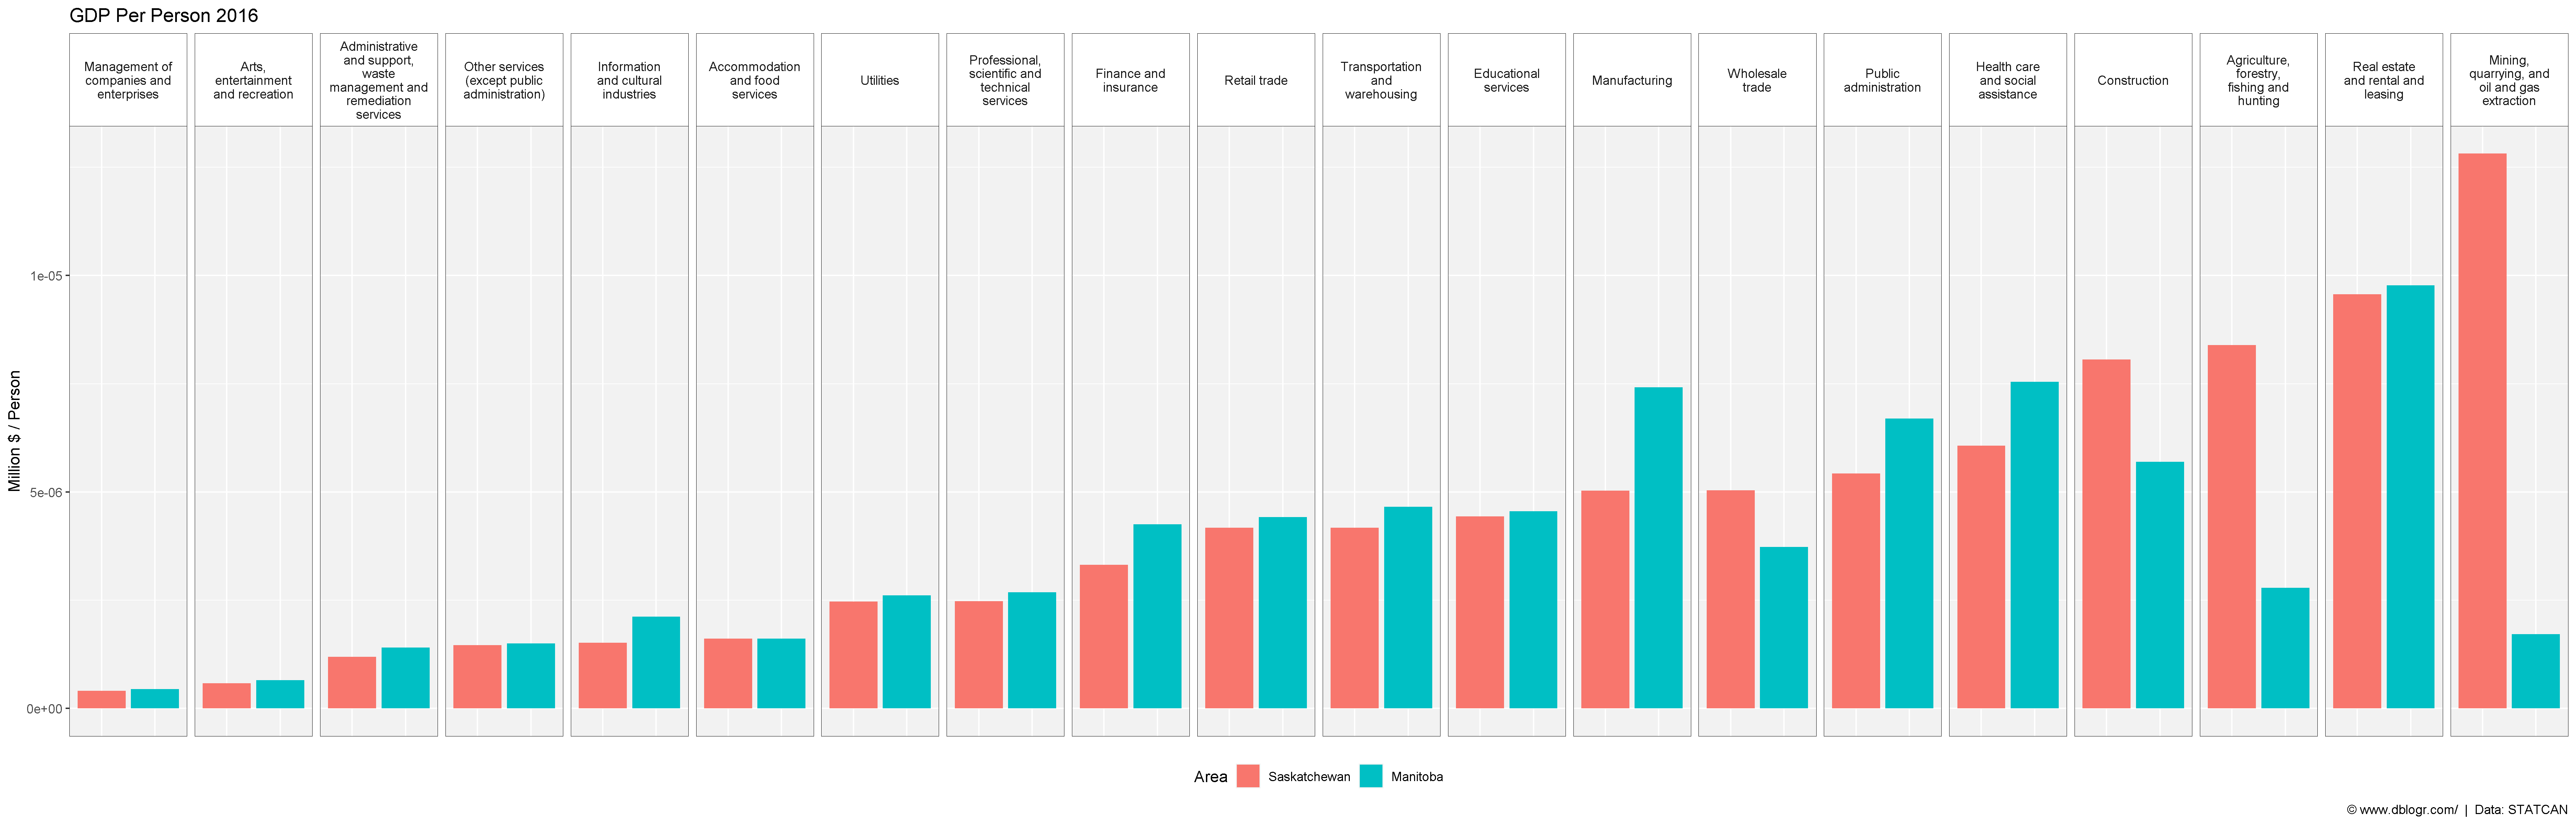 GDP Per Person 2016
Management of
companies and
enterprises
Arts,
entertainment
and recreation
Administrative
and support,
waste
management and
remediation
services
Other services
(except public
administration)
Information
and cultural
industries
Accommodation
and food
services
Utilities
Professional,
scientific and
technical
services
Finance and
insurance
Retail trade
Transportation
and
warehousing
Educational
services
Manufacturing
Wholesale
trade
Public
administration
Health care
and social
assistance
Construction
Agriculture,
forestry,
fishing and
hunting
Real estate
and rental and
leasing
Mining,
quarrying, and
oil and gas
extraction
Million $ / Person
1e-05
5e-06
0e+00
Area Saskatchewan Manitoba
© www.dblogr.com/ | Data: STATCAN